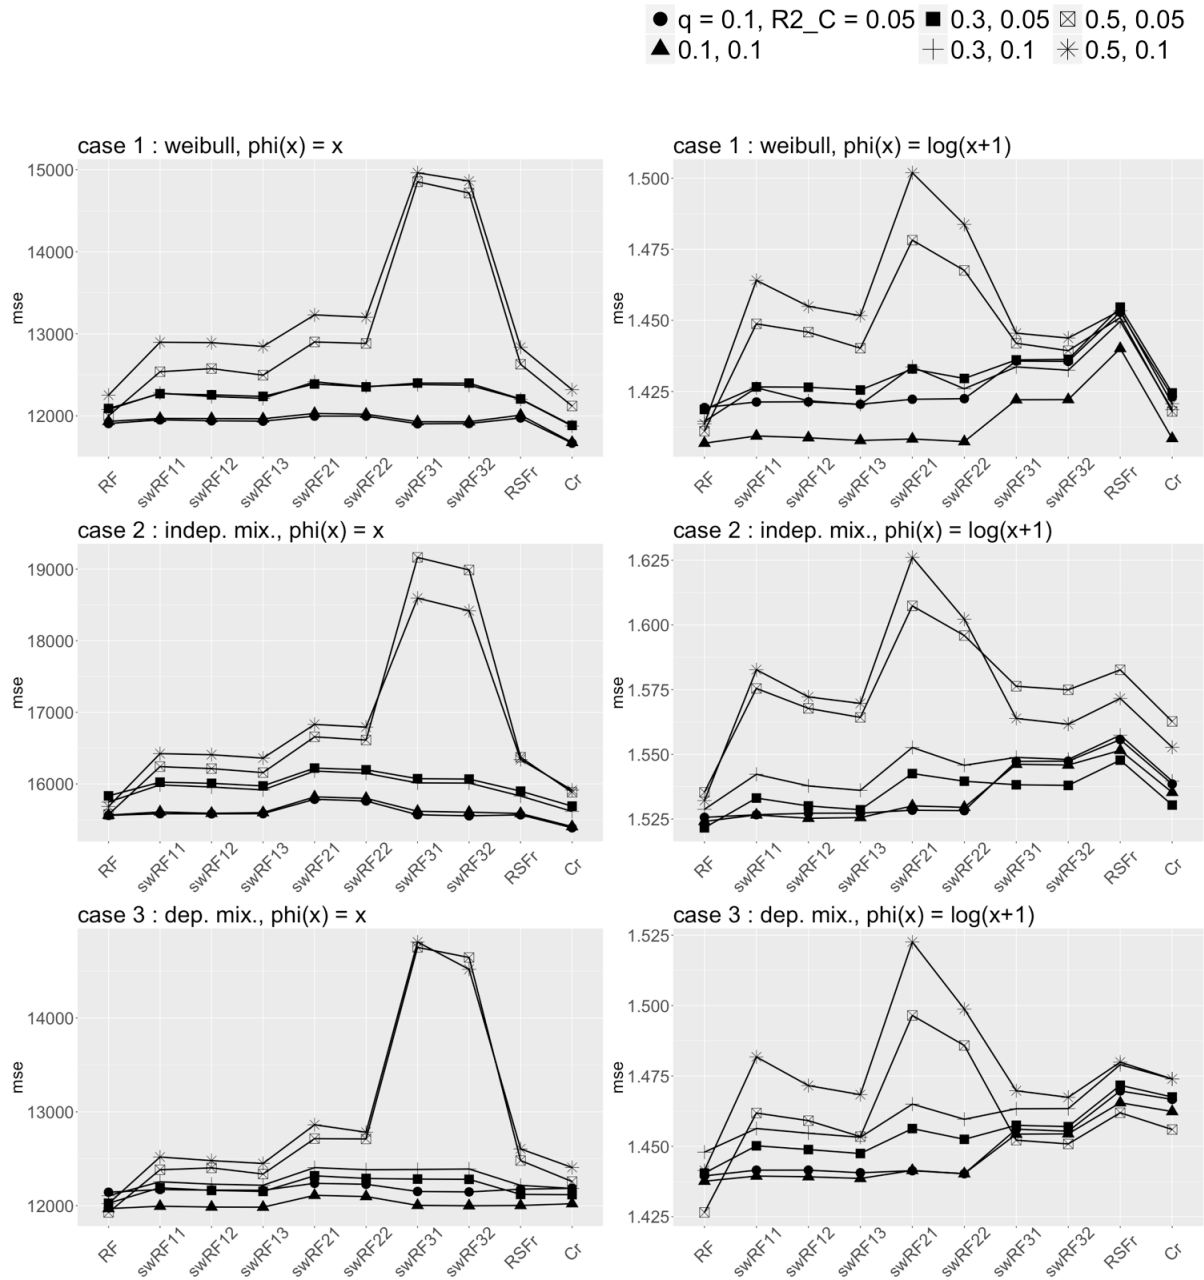 q = 0.1, R2_C = 0.05 0.3, 0.05 0.5, 0.05
0.1, 0.1 0.3, 0.1 0.5, 0.1
case 1 : weibull, phi(x) = x
mse
15000
14000
13000
12000
RF swRF11 swRF12 swRF13 swRF21 swRF22 swRF31 swRF32 RSFr Cr
case 1 : weibull, phi(x) = log(x+1)
mse
1.500
1.475
1.450
1.425
RF swRF11 swRF12 swRF13 swRF21 swRF22 swRF31 swRF32 RSFr Cr
case 2 : indep. mix., phi(x) = x
mse
19000
18000
17000
16000
RF swRF11 swRF12 swRF13 swRF21 swRF22 swRF31 swRF32 RSFr Cr
case 2 : indep. mix., phi(x) = log(x+1)
mse
1.625
1.600
1.575
1.550
1.525
RF swRF11 swRF12 swRF13 swRF21 swRF22 swRF31 swRF32 RSFr Cr
case 3 : dep. mix., phi(x) = x
mse
14000
13000
12000
RF swRF11 swRF12 swRF13 swRF21 swRF22 swRF31 swRF32 RSFr Cr
case 3 : dep. mix., phi(x) = log(x+1)
mse
1.525
1.500
1.475
1.450
1.425
RF swRF11 swRF12 swRF13 swRF21 swRF22 swRF31 swRF32 RSFr Cr